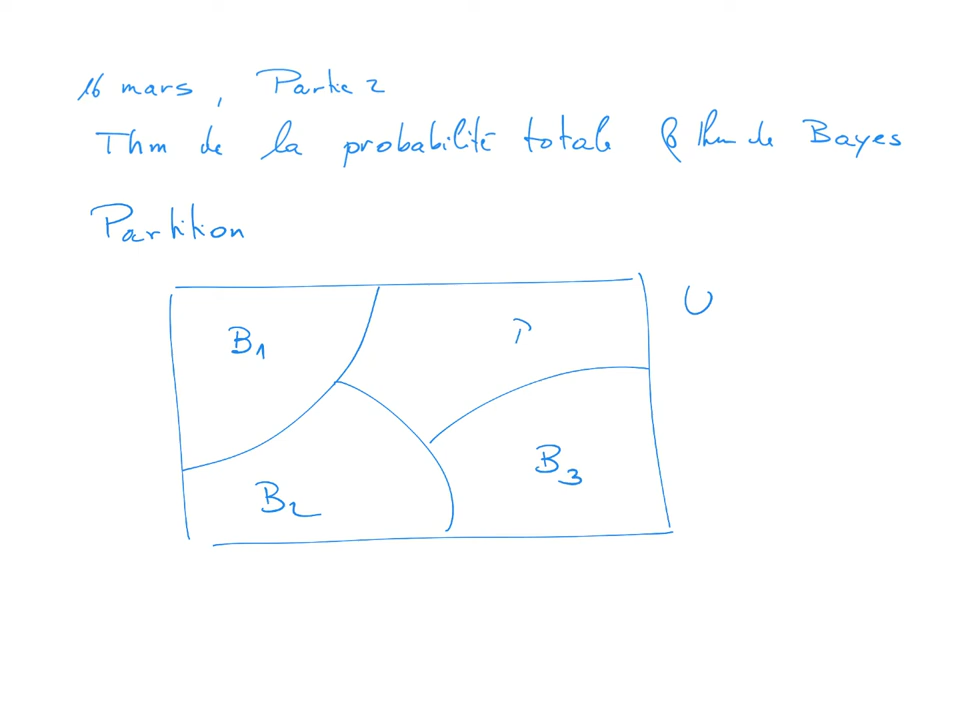 16 mars, Partie 2
Thm de la probabilité totale & thm de Bayes
Partition
U
B1
B2
B3